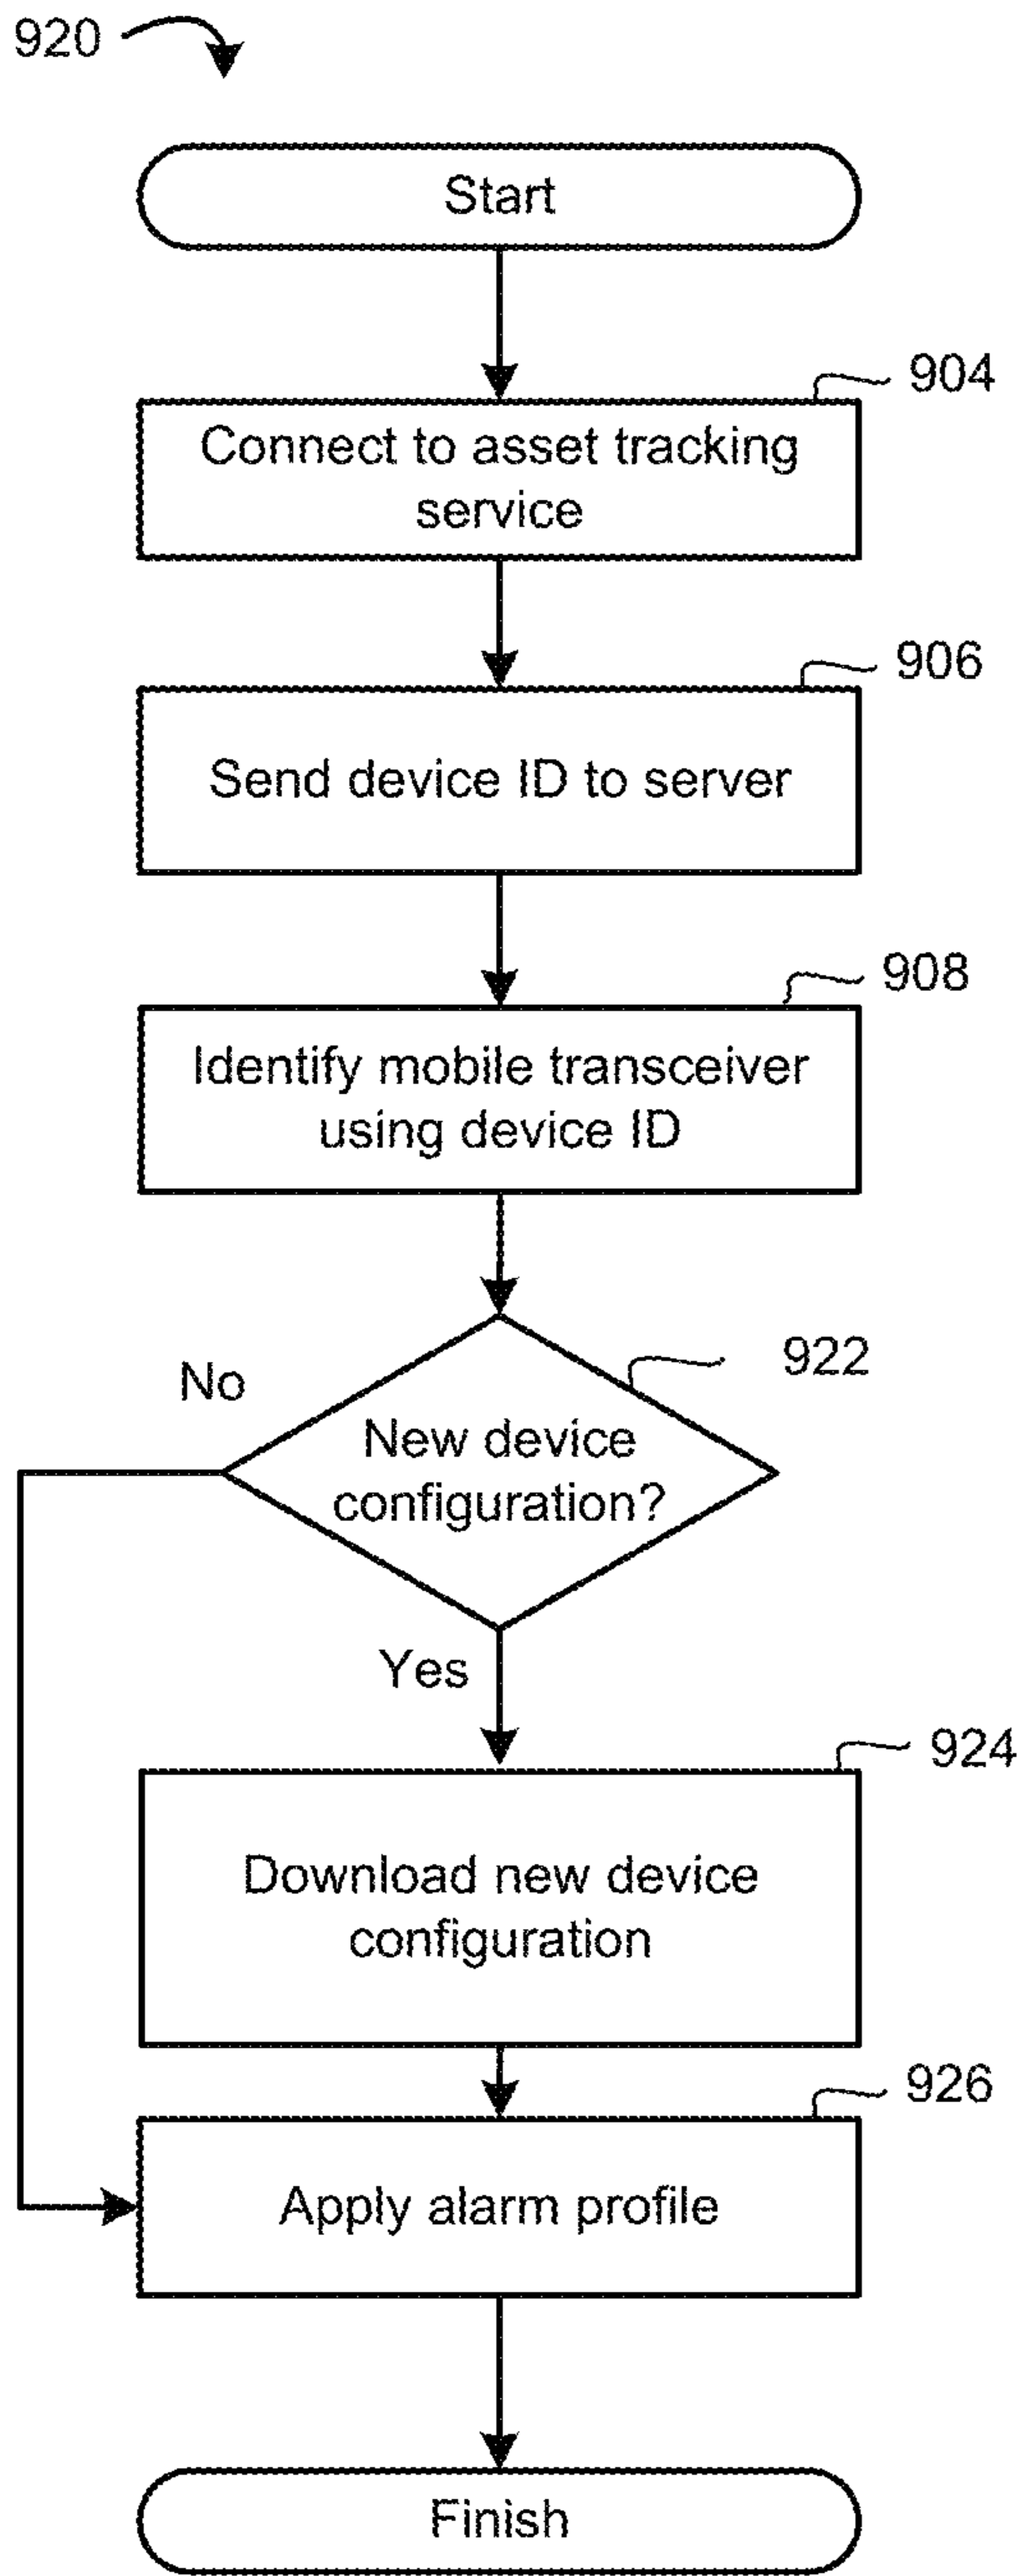 920
Start
904
Connect to asset tracking
service
906
Send device ID to server
908
Identify mobile transceiver
using device ID
922
No
New device
configuration?
Yes
924
Download new device
configuration
926
Apply alarm profile
Finish